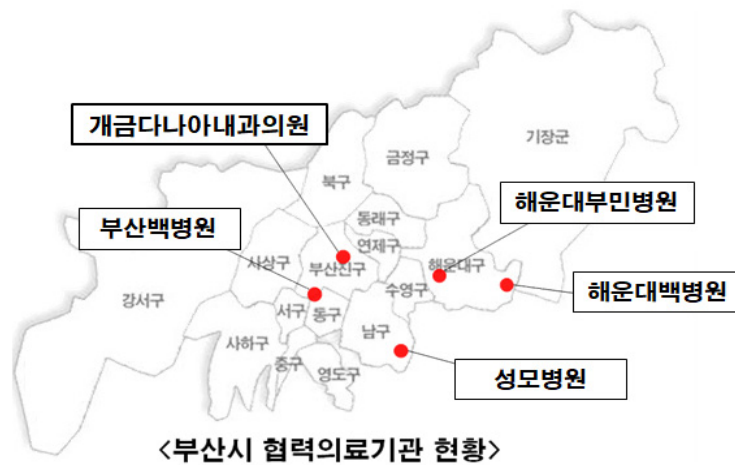 개금다나아내과의원
금정구
기장군
북구
해운대부민병원
부산백병원
동래구
연제구
사상구
부산진구
해운대구
수영구
해운대백병원
강서구
서구
동구
남구
사하구
중구
영도구
성모병원
<부산시 협력의료기관 현황>